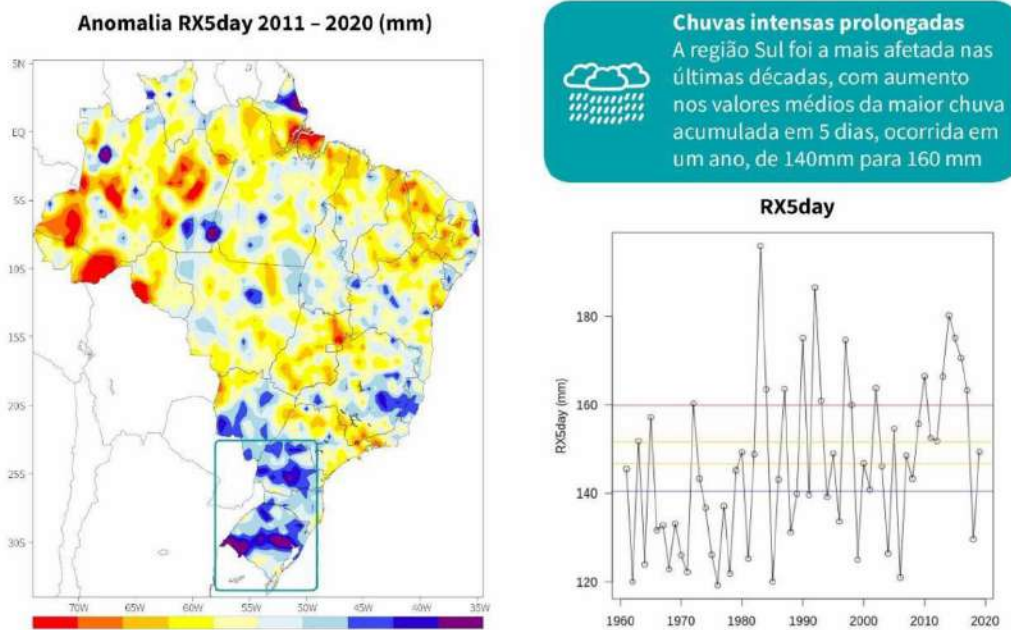 Anomalia RX5day 2011 – 2020 (mm)
5N
EQ
5S
10S
15S
20S
25S
30S
70W
65W
60W
55W
50W
45W
40W
35W
Chuvas intensas prolongadas
A região Sul foi a mais afetada nas
últimas décadas, com aumento
nos valores médios da maior chuva
acumulada em 5 dias, ocorrida em
um ano, de 140mm para 160 mm
RX5day
RX5day (mm)
180
160
140
120
1960
1970
1980
1990
2000
2010
2020